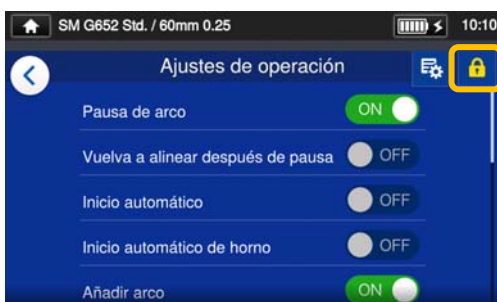 SM G652 Std. / 60mm 0.25 10:10
Ajustes de operación
Pausa de arco ON
Vuelva a alinear después de pausa OFF
Inicio automático OFF
Inicio automático de horno OFF
Añadir arco ON